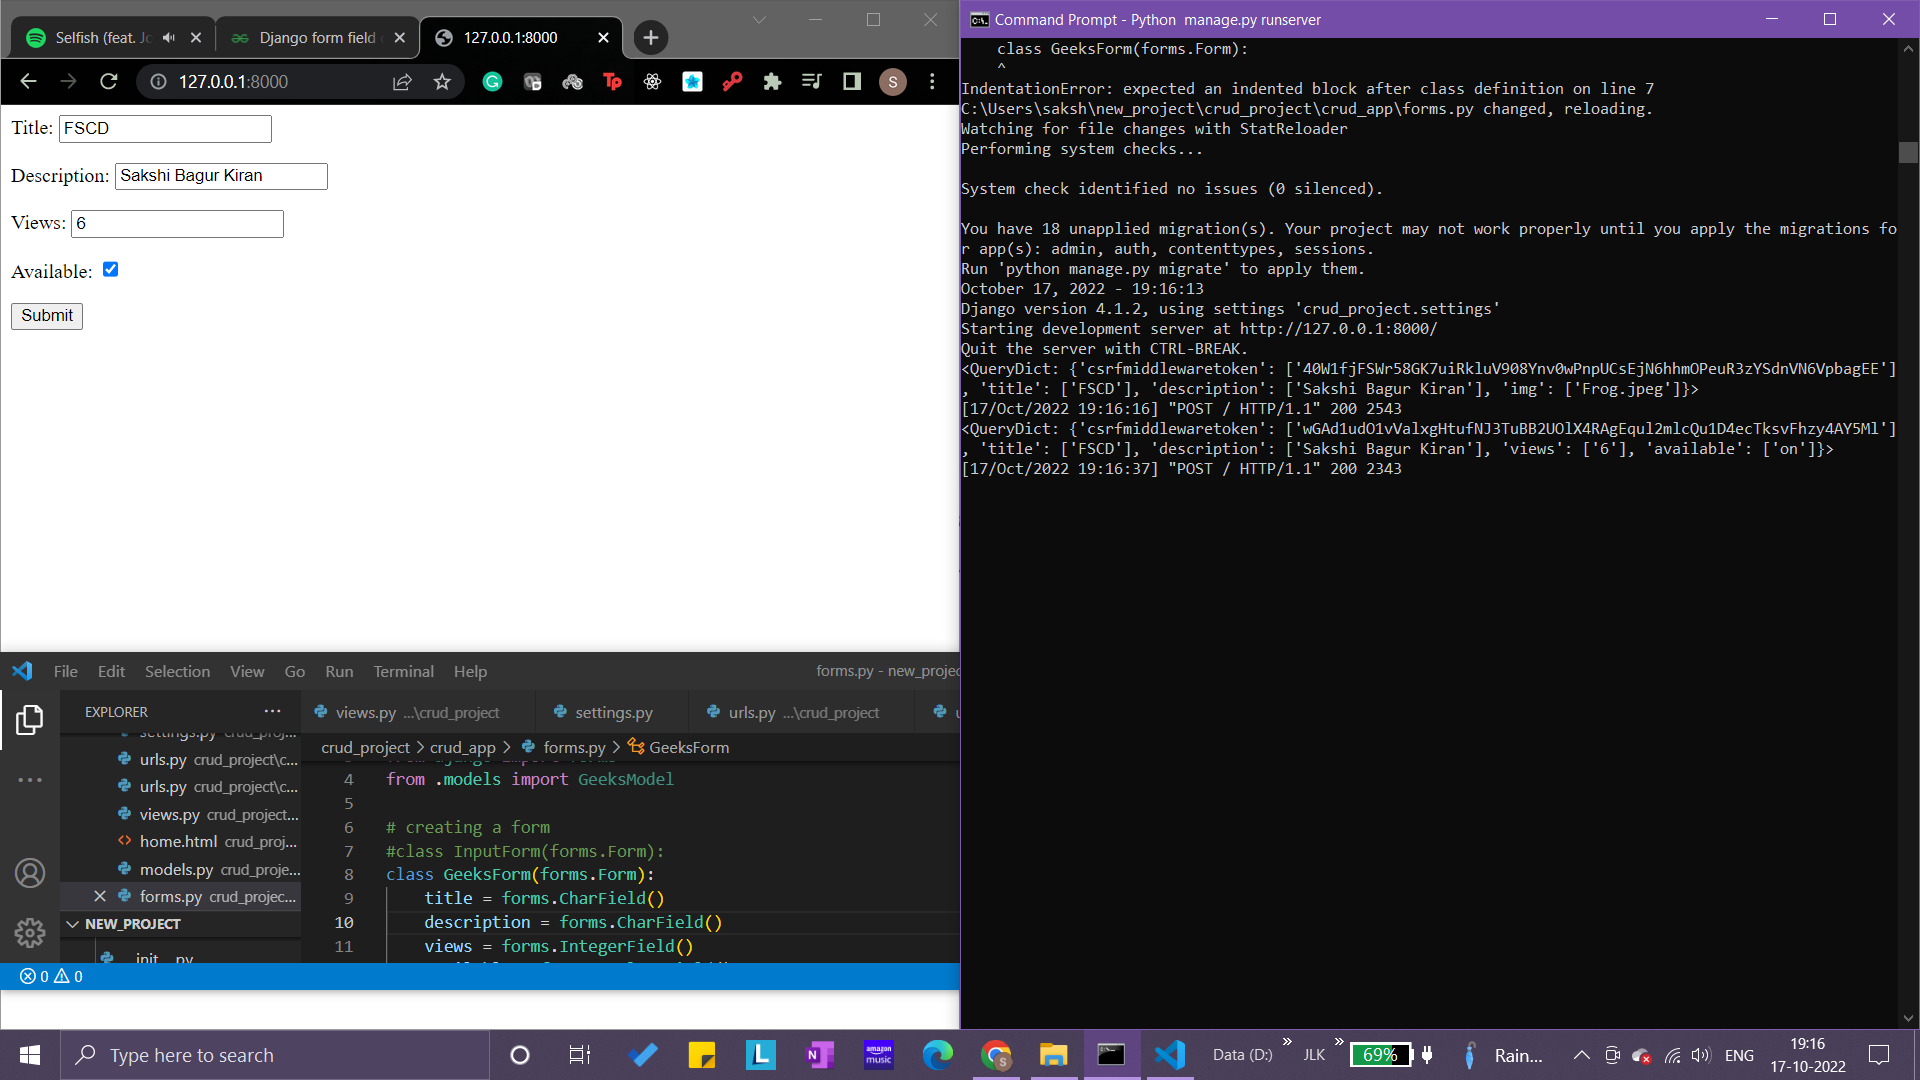 Selfish (feat. Jo
Django form field
127.0.0.1:8000
127.0.0.1:8000
Tp
S
Title: FSCD
Description: Sakshi Bagur Kiran
Views: 6
Available:
Submit
Command Prompt - Python  manage.py runserver
class GeeksForm(forms.Form):
^
IndentationError: expected an indented block after class definition on line 7
C:\Users\saksh\new_project\crud_project\crud_app\forms.py changed, reloading.
Watching for file changes with StatReloader
Performing system checks...
System check identified no issues (0 silenced).
You have 18 unapplied migration(s). Your project may not work properly until you apply the migrations fo
r app(s): admin, auth, contenttypes, sessions.
Run 'python manage.py migrate' to apply them.
October 17, 2022 - 19:16:13
Django version 4.1.2, using settings 'crud_project.settings'
Starting development server at http://127.0.0.1:8000/
Quit the server with CTRL-BREAK.
<QueryDict: {'csrfmiddlewaretoken': ['40W1fjFSWr58GK7uiRkluV908Ynv0wPnpUCsEjN6hhmOPeuR3zYSdnVN6VpbagEE']
, 'title': ['FSCD'], 'description': ['Sakshi Bagur Kiran'], 'img': ['Frog.jpeg']}>
[17/Oct/2022 19:16:16] "POST / HTTP/1.1" 200 2543
<QueryDict: {'csrfmiddlewaretoken': ['wGAd1udO1vValxgHtufNJ3TuBB2UOlX4RAgEqul2mlcQu1D4ecTksvFhzy4AY5Ml']
, 'title': ['FSCD'], 'description': ['Sakshi Bagur Kiran'], 'views': ['6'], 'available': ['on']}>
[17/Oct/2022 19:16:37] "POST / HTTP/1.1" 200 2343
File Edit Selection View Go Run Terminal Help forms.py - new_projec
EXPLORER
settings.py crud_proj...
urls.py crud_project\c...
urls.py crud_project\c...
views.py crud_project...
home.html crud_proj...
models.py crud_proje...
forms.py crud_projec...
NEW_PROJECT
__init__.py
views.py ...\crud_project settings.py urls.py ...\crud_project
crud_project > crud_app > forms.py > GeeksForm
4 from .models import GeeksModel
5
6 # creating a form
7 #class InputForm(forms.Form):
8 class GeeksForm(forms.Form):
9 title = forms.CharField()
10 description = forms.CharField()
11 views = forms.IntegerField()
0 0
Type here to search
L
N
amazon music
S
Data (D:) » JLK » 69% Rain... ENG
19:16
17-10-2022